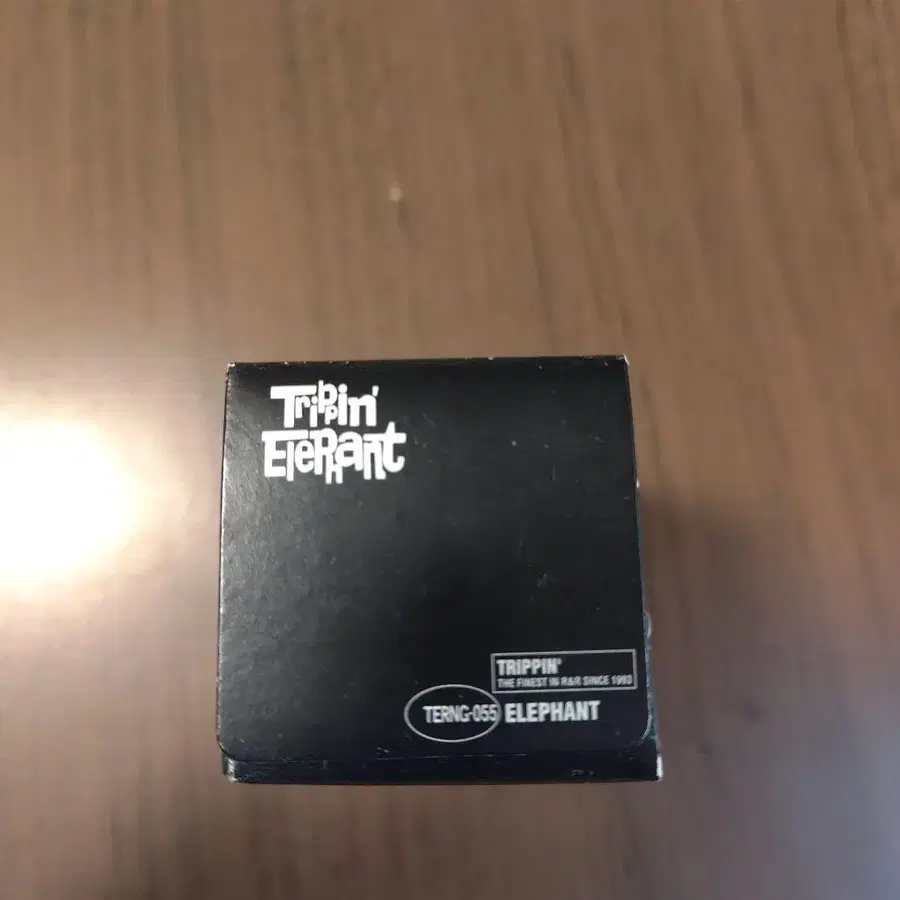 Trippin'
Elephant
TRIPPIN'
THE FINEST IN R&R SINCE 1993
TERNG-055 ELEPHANT